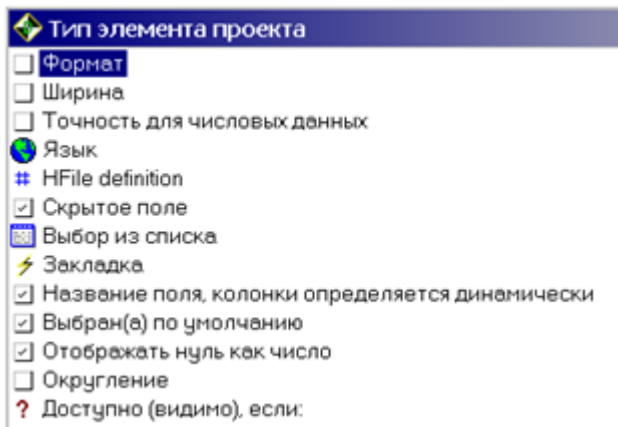 Тип элемента проекта
Формат
Ширина
Точность для числовых данных
Язык
HFile definition
Скрытое поле
Выбор из списка
Закладка
Название поля, колонки определяется динамически
Выбран(а) по умолчанию
Отображать нуль как число
Округление
Доступно (видимо), если: